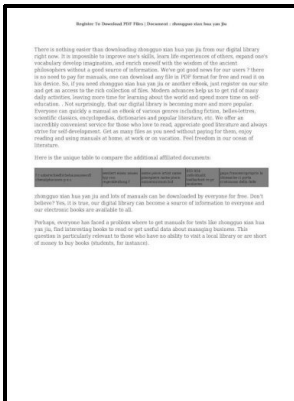 Register To Download PDF Files | Document - zhongguo xiao hua yan jiu
There is nothing easier than downloading zhongguo xiao hua yan jiu from our digital library
right now. It is impossible to improve one's skills, learn life experiences of others, expand one's
vocabulary develop imagination, and enrich oneself with the wisdom of the ancient
philosophers without a good source of information. We've got good news for our users ? there
is no need to pay for manuals, one can download any file in PDF format for free and read it on
his device. So, if you need zhongguo xiao hua yan jiu or another eBook, just register on our site
and get an access to the rich collection of files. Modern advances help us to get rid of many
daily activities, leaving more time for learning about the world and spend more time on self-
education. . Not surprisingly, that our digital library is becoming more and more popular.
Everyone can quickly a manual an eBook of various genres including fiction, belles-lettres,
scientific classics, encyclopedias, dictionaries and popular literature, etc. We offer an
incredibly convenient service for those who love to read, appreciate good literature and always
strive for self-development. Get as many files as you need without paying for them, enjoy
reading and using manuals at home, at work or on vacation. Feel freedom in our ocean of
literature.
Here is the unique table to compare the additional affiliated documents:
zhongguo xiao hua yan jiu and lots of manuals can be downloaded by everyone for free. Don't
believe? Yes, it is true, our digital library can become a source of information to everyone and
our electronic books are available to all.
Perhaps, everyone has faced a problem where to get manuals for tests like zhongguo xiao hua
yan jiu, find interesting books to read or get useful data about managing business. This
question is particularly relevant to those who have no ability to visit a local library or are short
of money to buy books (students, for instance).